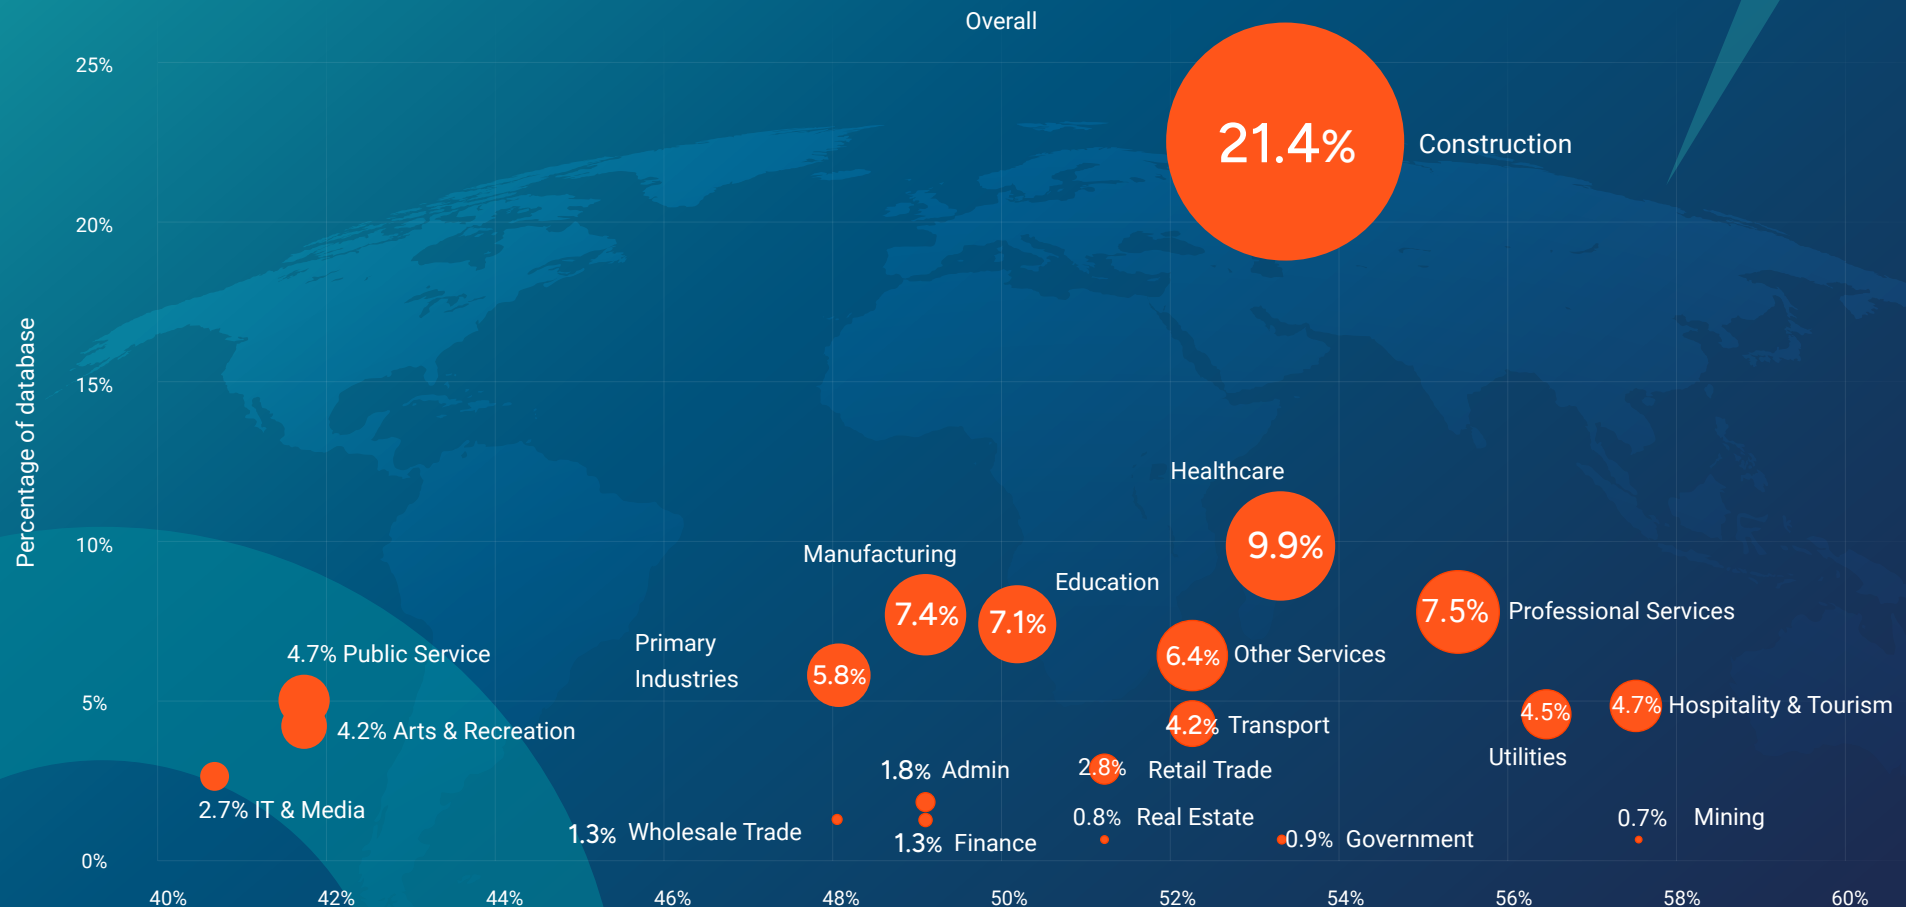 Overall
25%
21.4%
Construction
20%
15%
Percentage of database
Healthcare
10%
9.9%
Manufacturing
Education
7.4%
7.1%
7.5%
Professional Services
Primary
Industries
5.8%
4.7% Public Service
6.4%
Other Services
5%
4.2% Arts & Recreation
4.2%
Transport
4.5%
Utilities
4.7%
Hospitality & Tourism
1.8% Admin
2.8%
Retail Trade
2.7% IT & Media
1.3% Wholesale Trade
1.3% Finance
0.8% Real Estate
0.9% Government
0.7% Mining
0%
40%
42%
44%
46%
48%
50%
52%
54%
56%
58%
60%